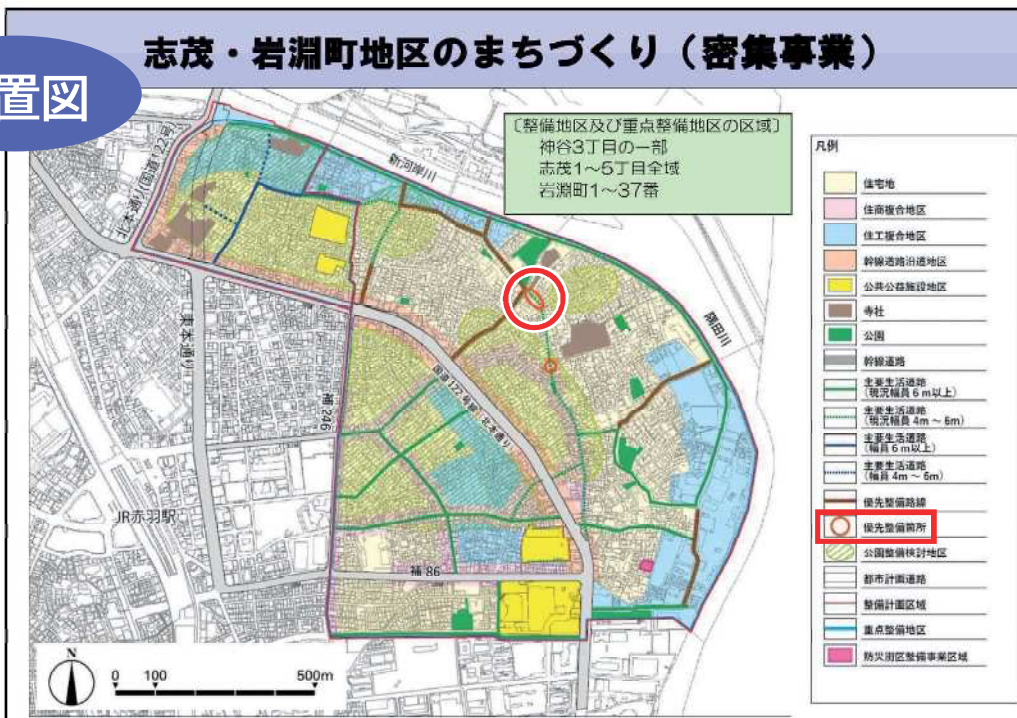 志茂・岩淵町地区のまちづくり(密集事業)
置図
〔整備地区及び重点整備地区の区域〕
神谷3丁目の一部
志茂1~5丁目全域
岩淵町1~37番
北本通り(国道122号)
新河岸川
隅田川
東本通り
補246
国道122号線(北本通り)
JR赤羽駅
補86
N
0 100 500m
凡例
住宅地
住商複合地区
住工複合地区
幹線道路沿道地区
公共公益施設地区
寺社
公園
幹線道路
主要生活道路
(現況幅員6m以上)
主要生活道路
(現況幅員4m~6m)
主要生活道路
(幅員6m以上)
主要生活道路
(幅員4m~6m)
優先整備路線
優先整備箇所
公園整備検討地区
都市計画道路
整備計画区域
重点整備地区
防災街区整備事業区域